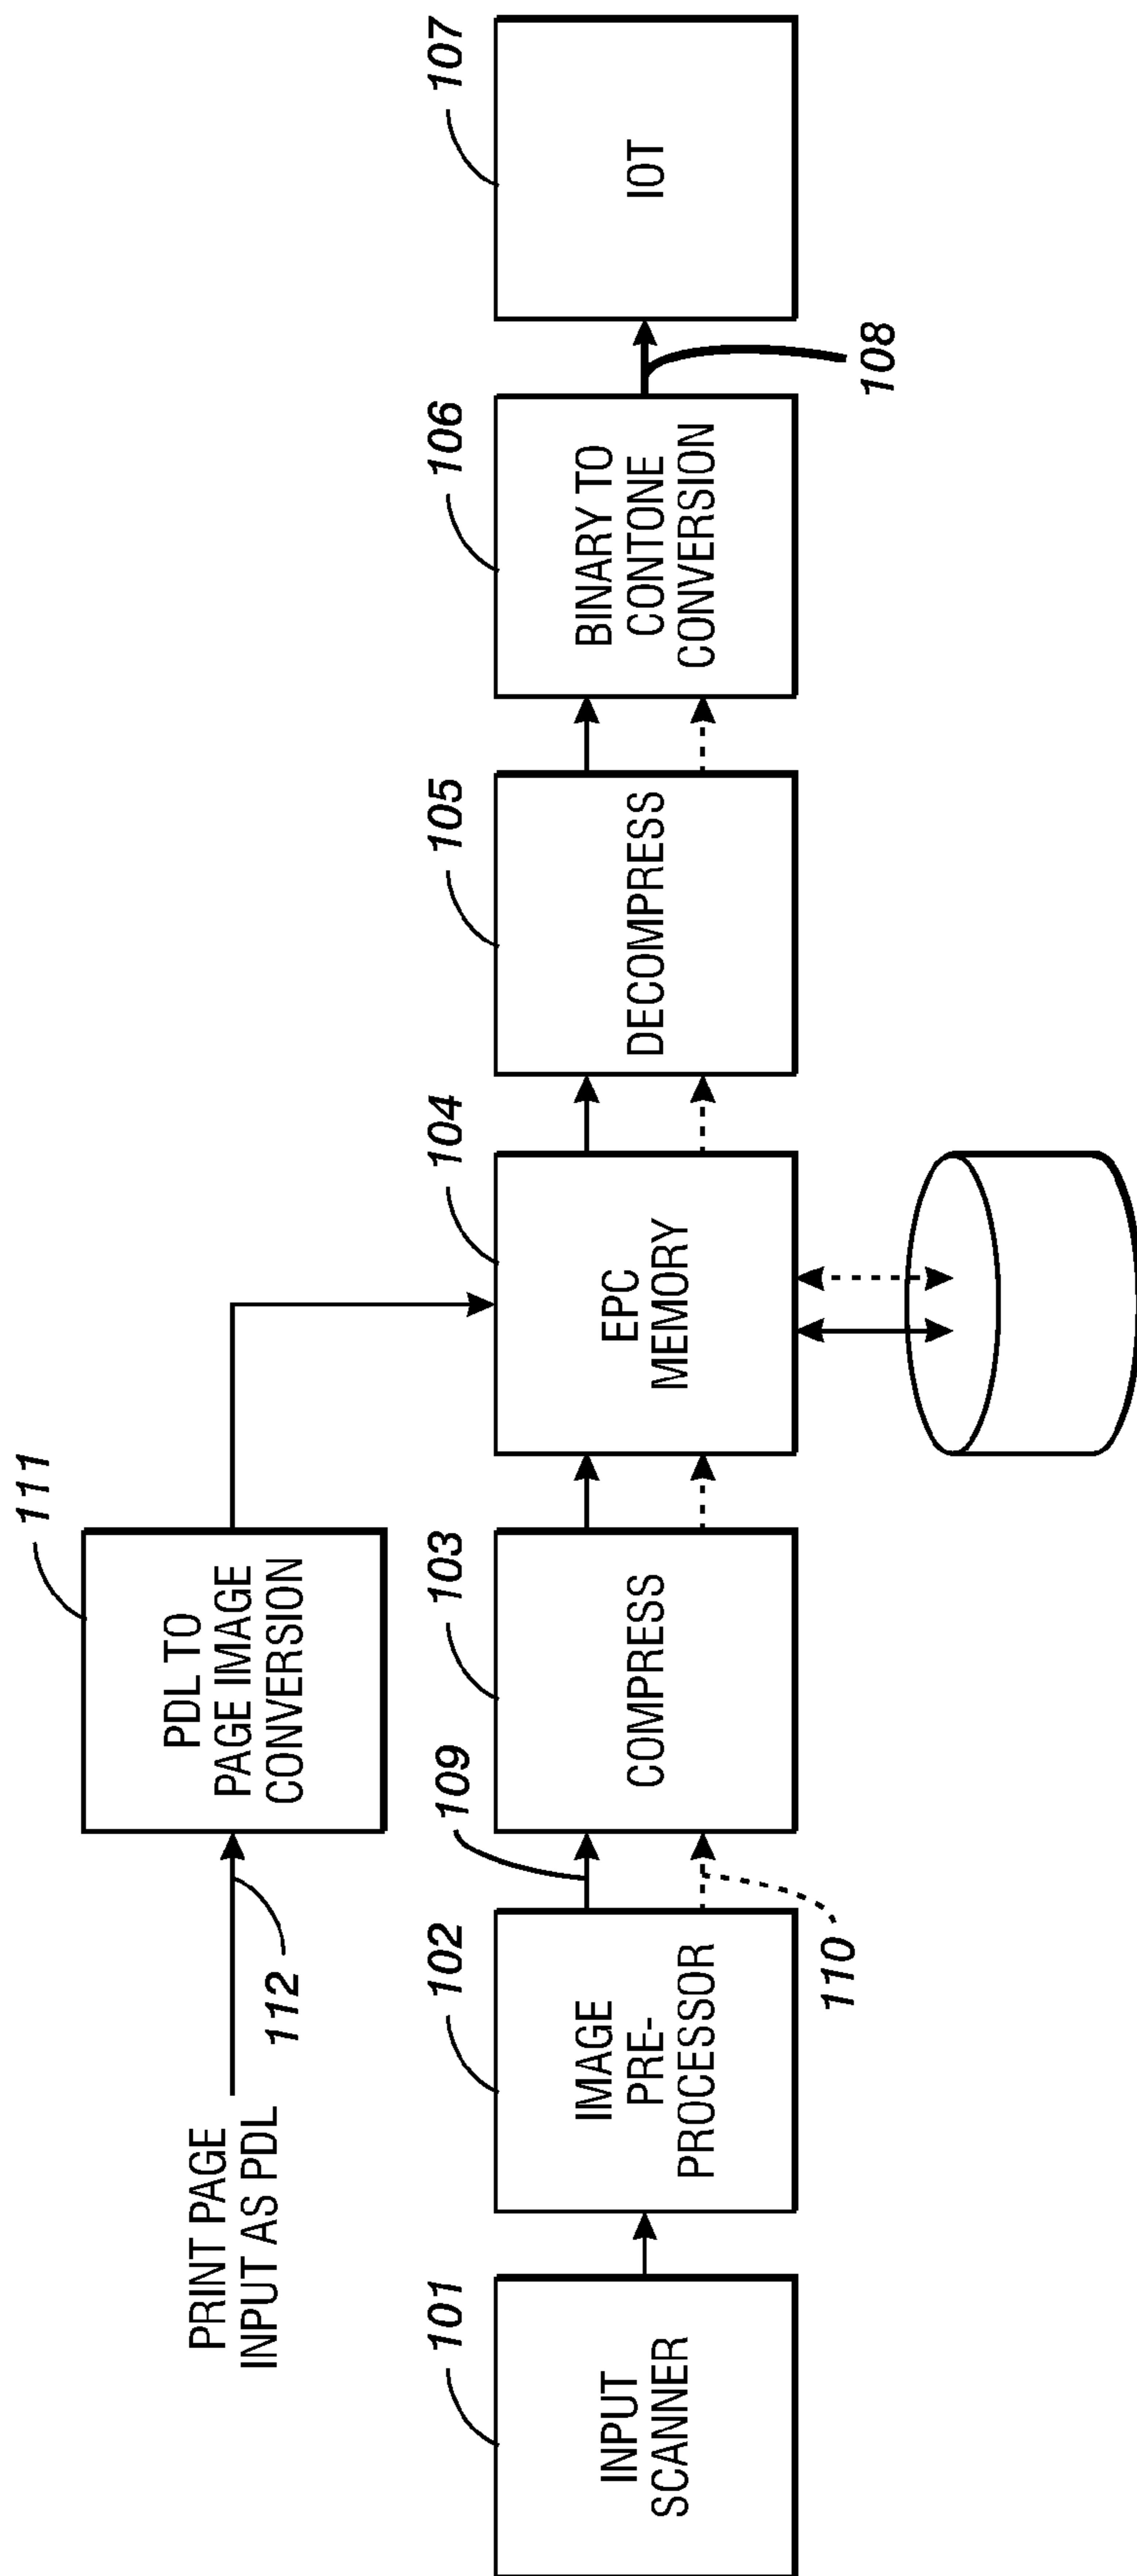 PRINT PAGE
INPUT AS PDL
112
PDL TO
PAGE IMAGE
CONVERSION
111
101
INPUT
SCANNER
102
IMAGE
PRE-
PROCESSOR
109
110
103
COMPRESS
104
EPC
MEMORY
105
DECOMPRESS
106
BINARY TO
CONTONE
CONVERSION
108
107
IOT